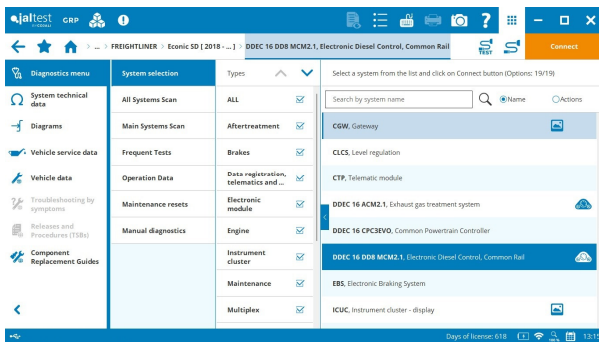 jaltest GRP
by COJALI
?
TEST
> ... > FREIGHTLINER > Econic SD [ 2018 - ... ] > DDEC 16 DD8 MCM2.1, Electronic Diesel Control, Common Rail
Connect
Diagnostics menu
System technical
data
Diagrams
Vehicle service data
Vehicle data
Troubleshooting by
symptoms
Releases and
Procedures (TSBs)
Component
Replacement Guides
System selection
All Systems Scan
Main Systems Scan
Frequent Tests
Operation Data
Maintenance resets
Manual diagnostics
Types
ALL
Aftertreatment
Brakes
Data registration,
telematics and ...
Electronic
module
Engine
Instrument
cluster
Maintenance
Multiplex
Select a system from the list and click on Connect button (Options: 19/19)
Search by system name
Name
Actions
CGW, Gateway
CLCS, Level regulation
CTP, Telematic module
DDEC 16 ACM2.1, Exhaust gas treatment system
DDEC 16 CPC3EVO, Common Powertrain Controller
DDEC 16 DD8 MCM2.1, Electronic Diesel Control, Common Rail
EBS, Electronic Braking System
ICUC, Instrument cluster - display
Days of license: 618
100%
13:15